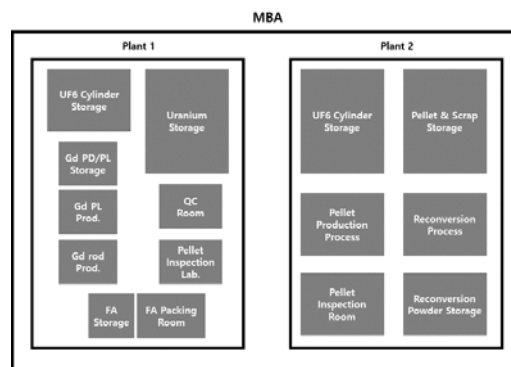 MBA
Plant 1
UF6 Cylinder
Storage
Uranium
Storage
Gd PD/PL
Storage
Gd PL
Prod.
QC
Room
Gd rod
Prod.
Pellet
Inspection
Lab.
FA
Storage
FA Packing
Room
Plant 2
UF6 Cylinder
Storage
Pellet & Scrap
Storage
Pellet
Production
Process
Reconversion
Process
Pellet
Inspection
Room
Reconversion
Powder Storage